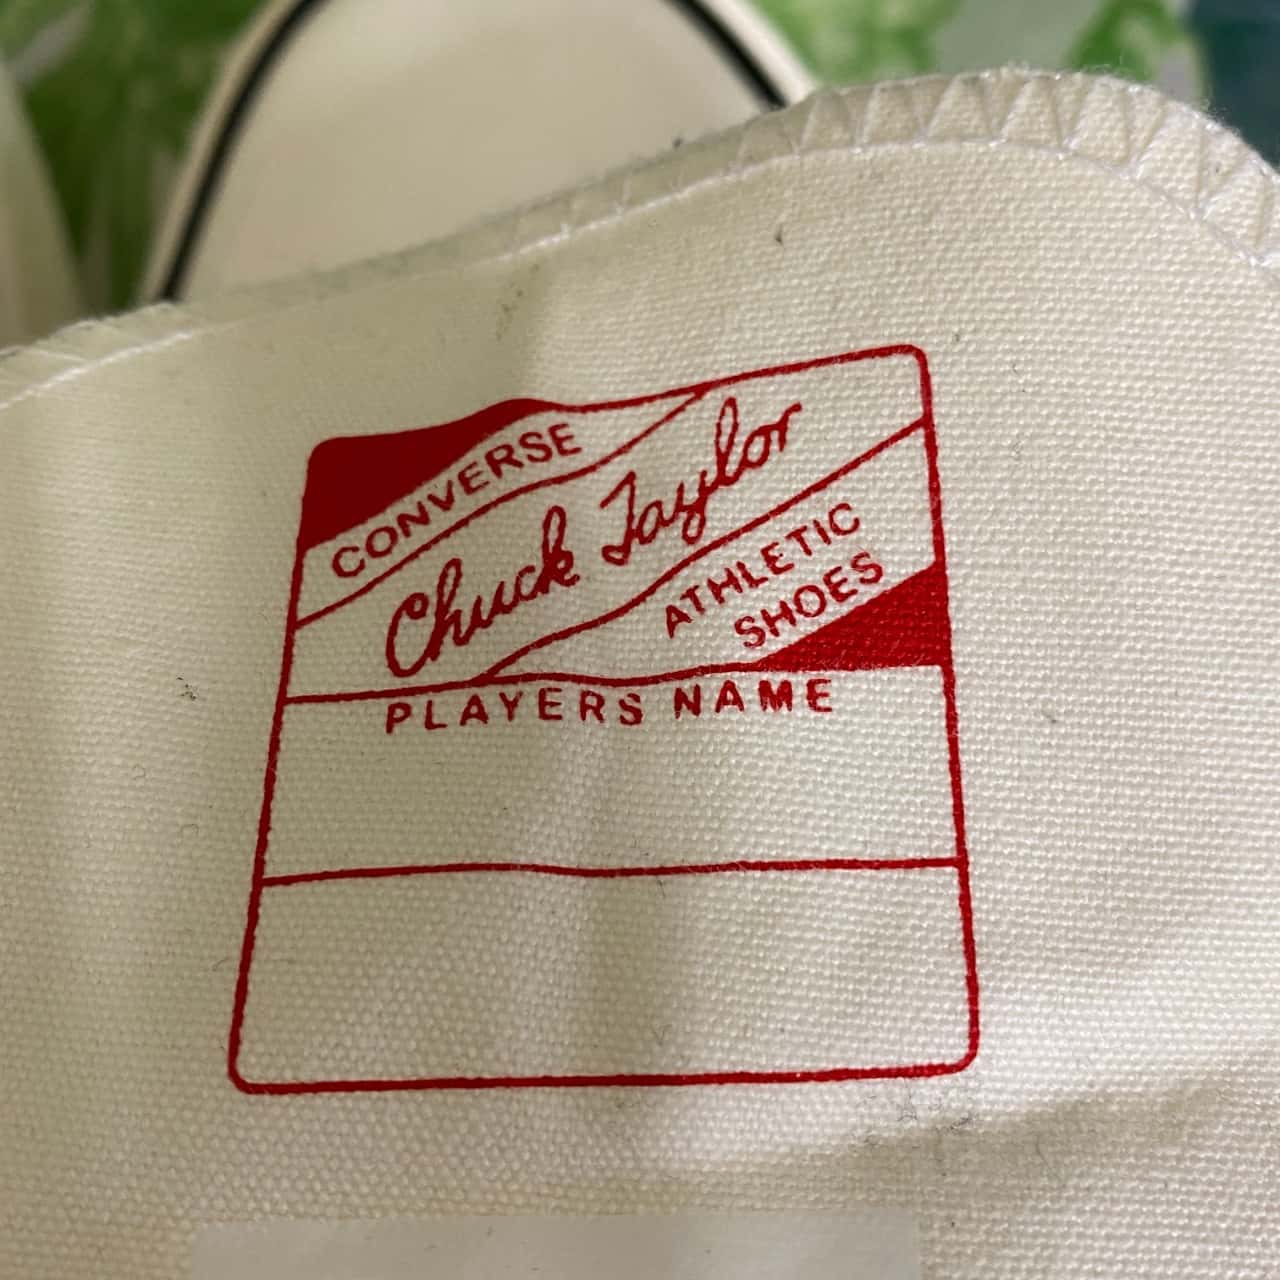 CONVERSE
Chuck Taylor
ATHLETIC
SHOES
PLAYERS NAME